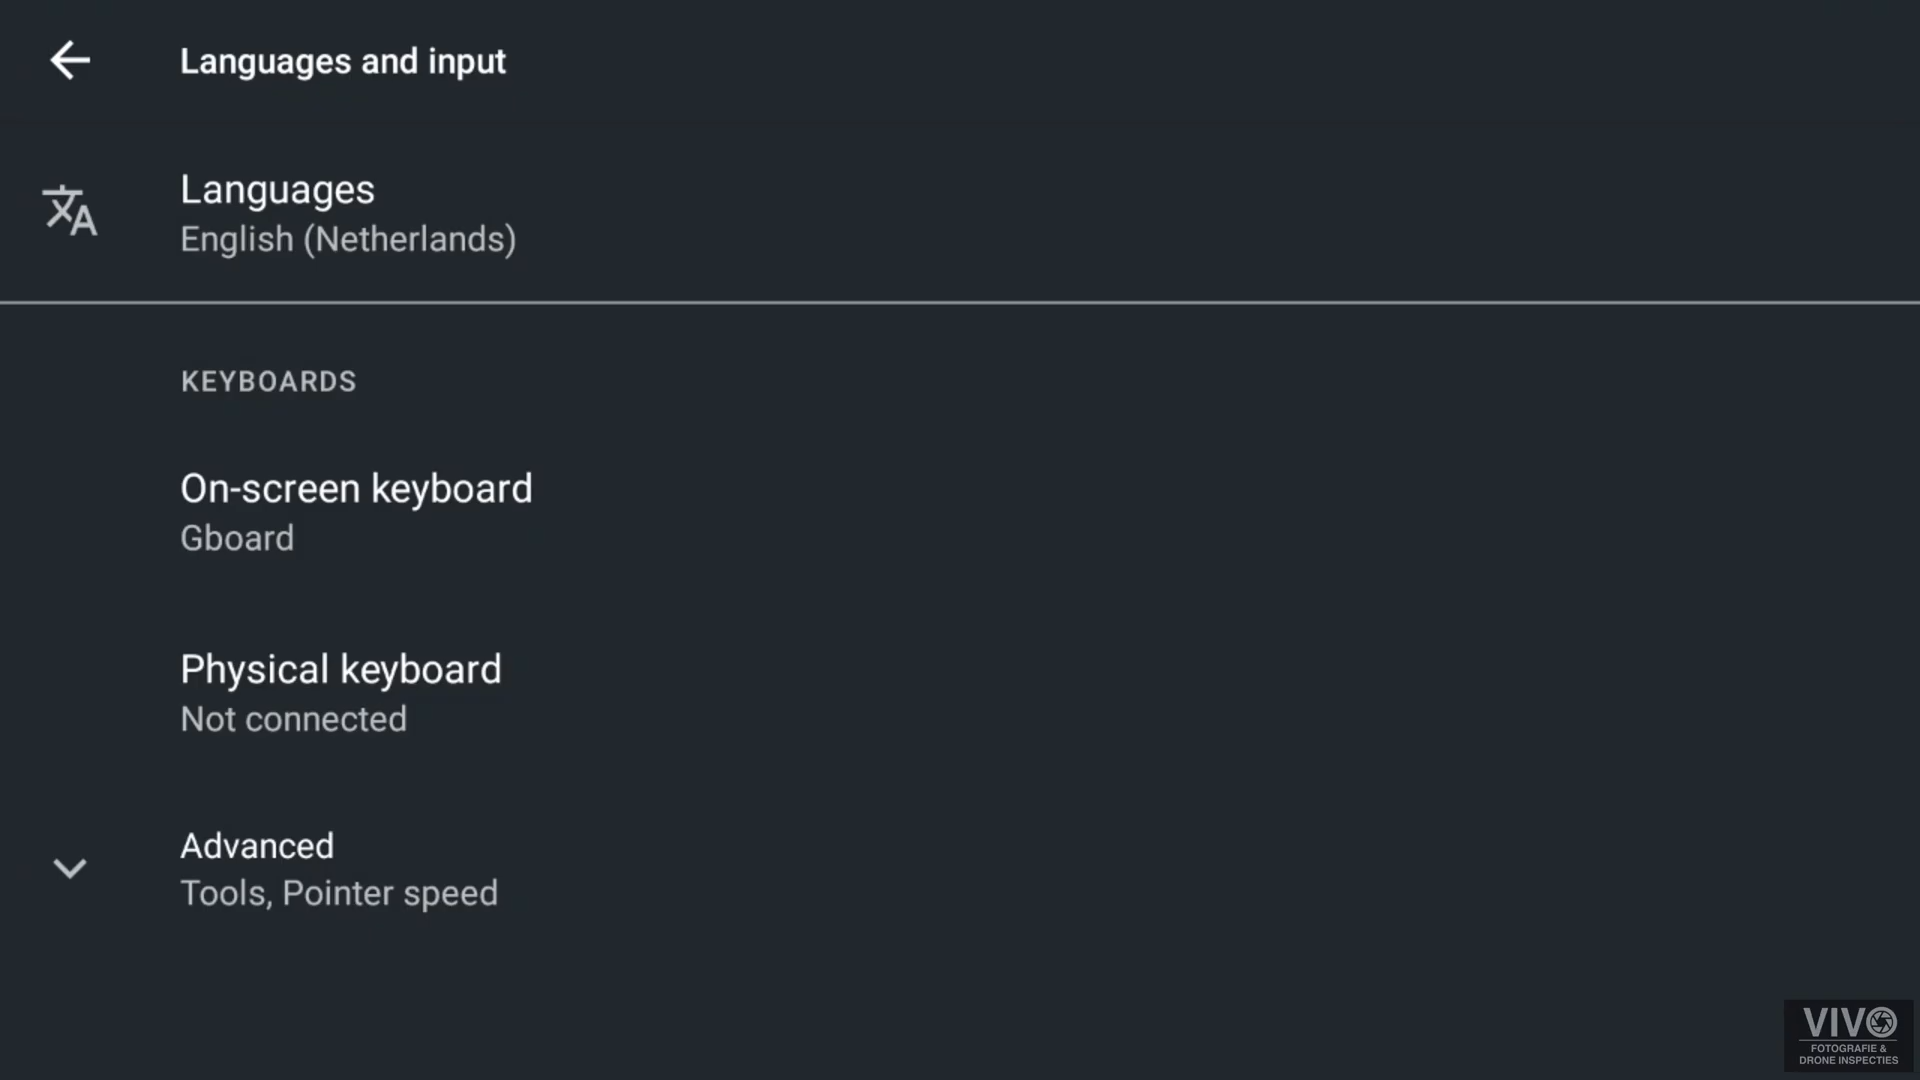 Languages and input
Languages
English (Netherlands)
KEYBOARDS
On-screen keyboard
Gboard
Physical keyboard
Not connected
Advanced
Tools, Pointer speed
VIVO
FOTOGRAFIE &
DRONE INSPECTIES